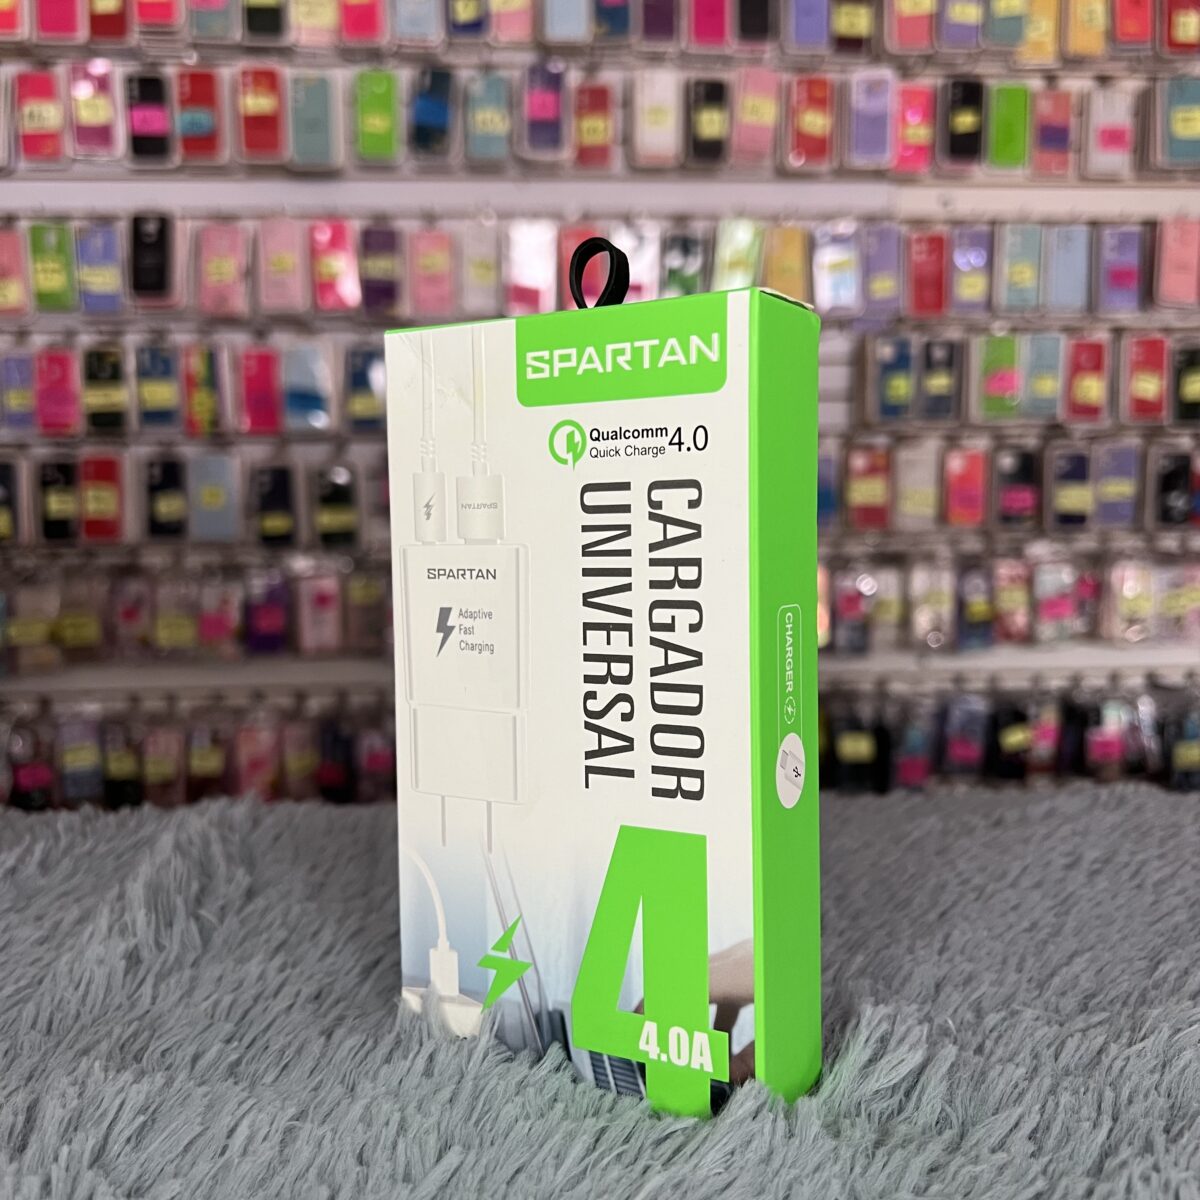 SPARTAN
Qualcomm
Quick Charge 4.0
CARGADOR
UNIVERSAL
SPARTAN
SPARTAN
Adaptive
Fast
Charging
4
4.0A
CHARGER